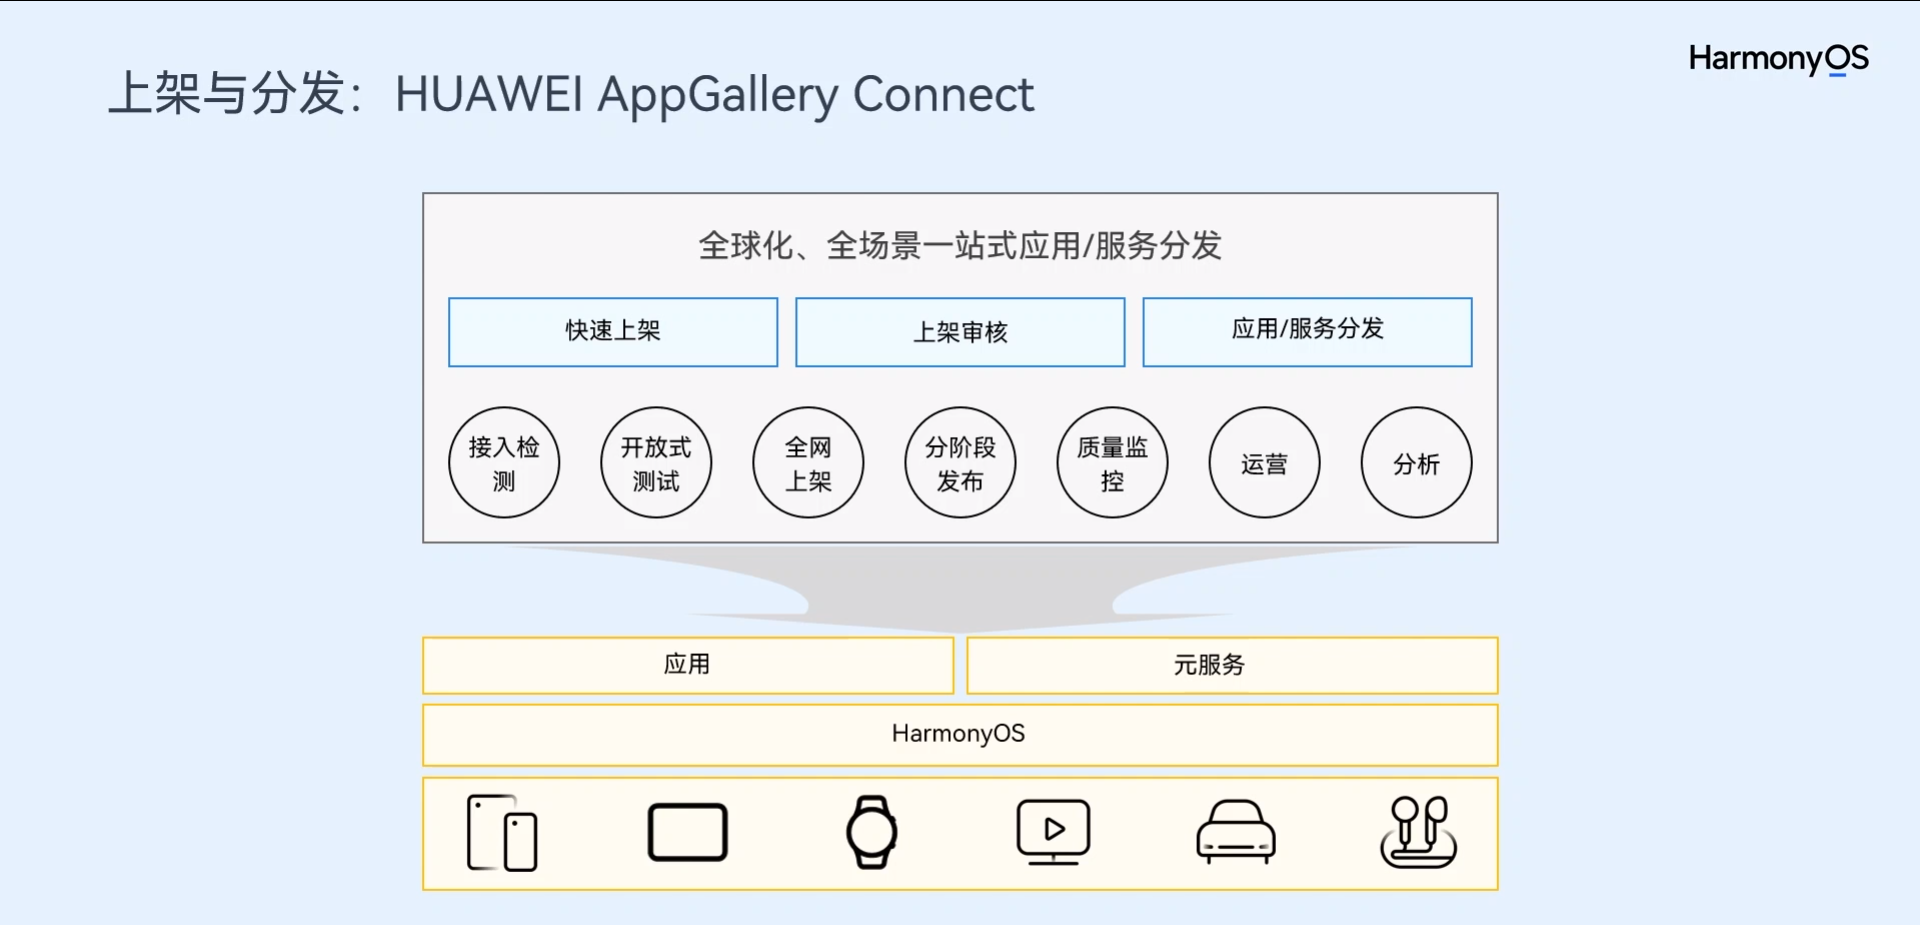 HarmonyOS
上架与分发：HUAWEI AppGallery Connect
全球化、全场景一站式应用/服务分发
快速上架
上架审核
应用/服务分发
接入检
测
开放式
测试
全网
上架
分阶段
发布
质量监
控
运营
分析
应用
元服务
HarmonyOS